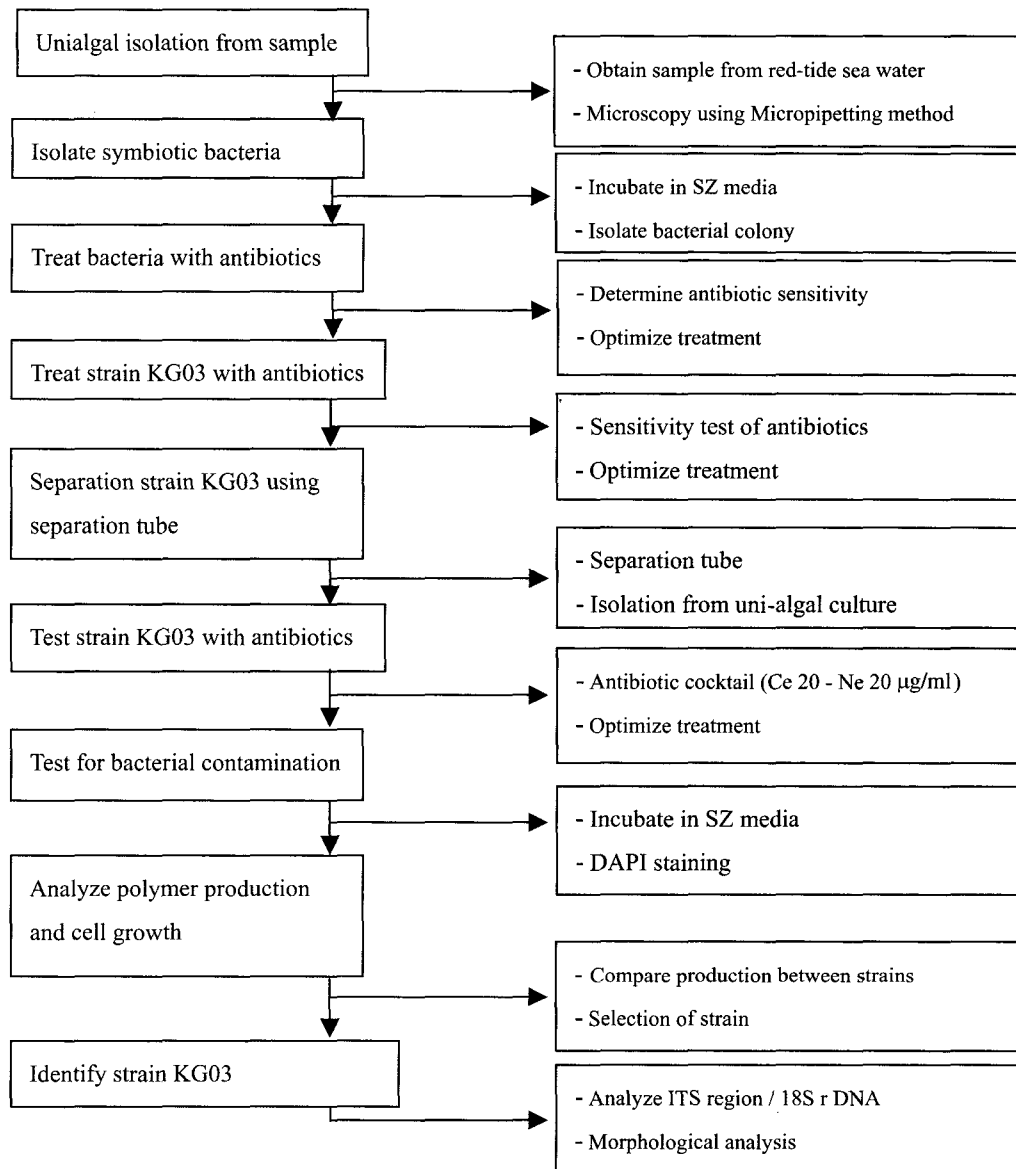 Unialgal isolation from sample
- Obtain sample from red-tide sea water
- Microscopy using Micropipetting method
Isolate symbiotic bacteria
- Incubate in SZ media
- Isolate bacterial colony
Treat bacteria with antibiotics
- Determine antibiotic sensitivity
- Optimize treatment
Treat strain KG03 with antibiotics
- Sensitivity test of antibiotics
- Optimize treatment
Separation strain KG03 using
separation tube
- Separation tube
- Isolation from uni-algal culture
Test strain KG03 with antibiotics
- Antibiotic cocktail (Ce 20 - Ne 20 μg/ml)
- Optimize treatment
Test for bacterial contamination
- Incubate in SZ media
- DAPI staining
Analyze polymer production
and cell growth
- Compare production between strains
- Selection of strain
Identify strain KG03
- Analyze ITS region / 18S r DNA
- Morphological analysis